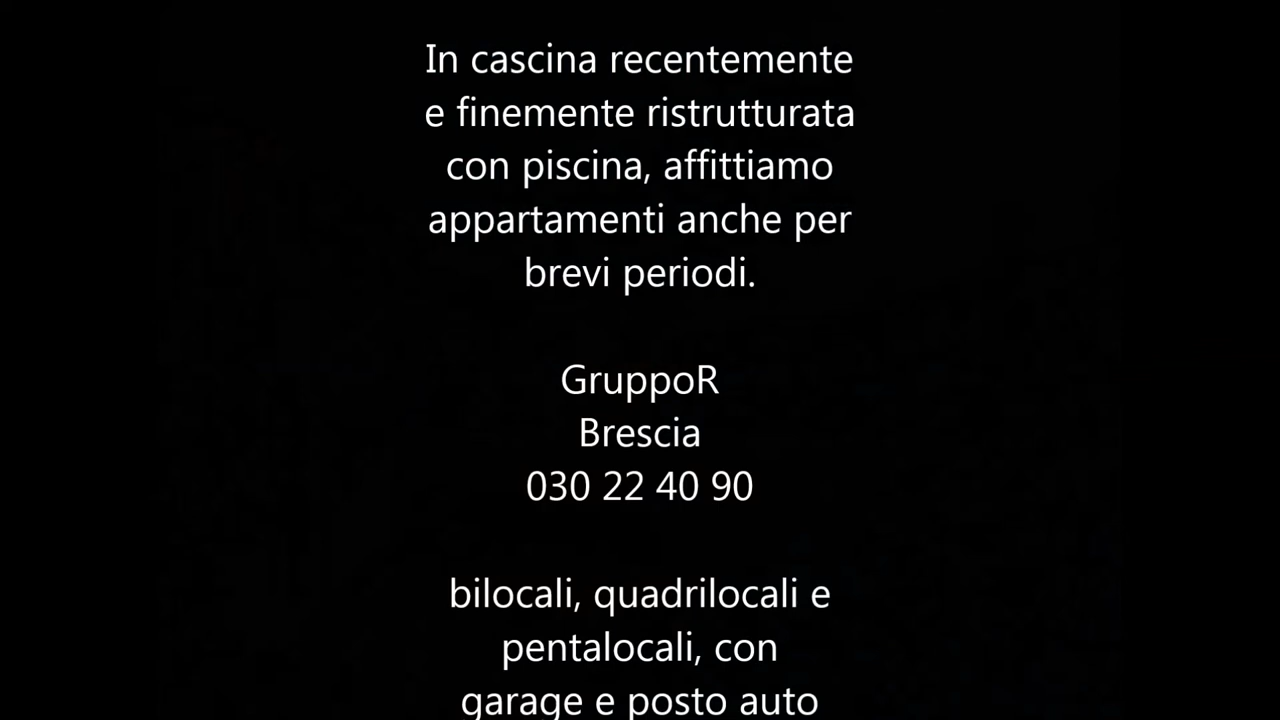 In cascina recentemente
e finemente ristrutturata
con piscina, affittiamo
appartamenti anche per
brevi periodi.
GruppoR
Brescia
030 22 40 90
bilocali, quadrilocali e
pentalocali, con
garage e posto auto